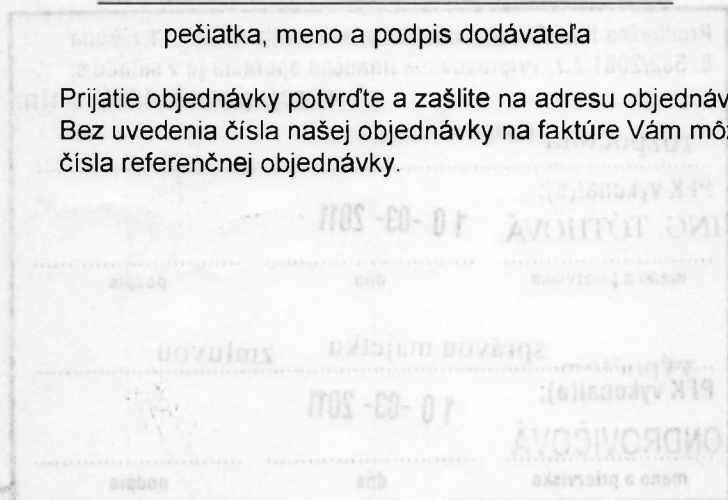 pečiatka, meno a podpis dodávateľa
Prijatie objednávky potvrďte a zašlite na adresu objednáv
Bez uvedenia čísla našej objednávky na faktúre Vám mô
čísla referenčnej objednávky.
PFK vykonal(a):
ING. TÓTHOVÁ
10 -03- 2011
meno a priezvisko
dňa
podpis
správou majetku
zmluvou
PFK vykonal(a):
10 -03- 2011
ONDROVIČOVÁ
meno a priezvisko
dňa
podpis